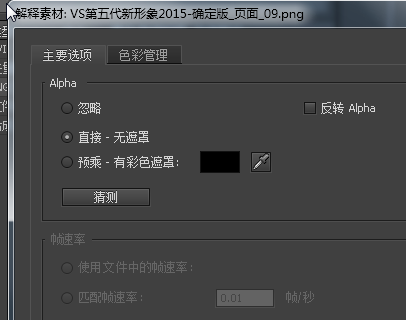 解释素材: VS第五代新形象2015-确定版_页面_09.png
主要选项 色彩管理
Alpha
忽略 反转 Alpha
直接 - 无遮罩
预乘 - 有彩色遮罩:
猜测
帧速率
使用文件中的帧速率:
匹配帧速率: 0.01 帧/秒